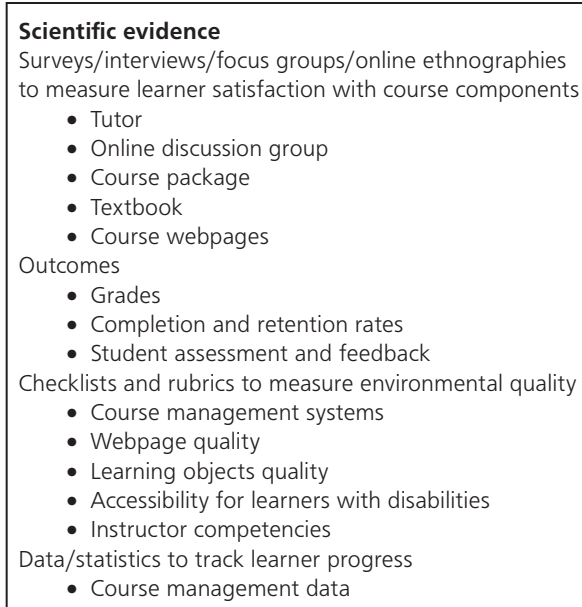 Scientific evidence
Surveys/interviews/focus groups/online ethnographies
to measure learner satisfaction with course components
• Tutor
• Online discussion group
• Course package
• Textbook
• Course webpages
Outcomes
• Grades
• Completion and retention rates
• Student assessment and feedback
Checklists and rubrics to measure environmental quality
• Course management systems
• Webpage quality
• Learning objects quality
• Accessibility for learners with disabilities
• Instructor competencies
Data/statistics to track learner progress
• Course management data